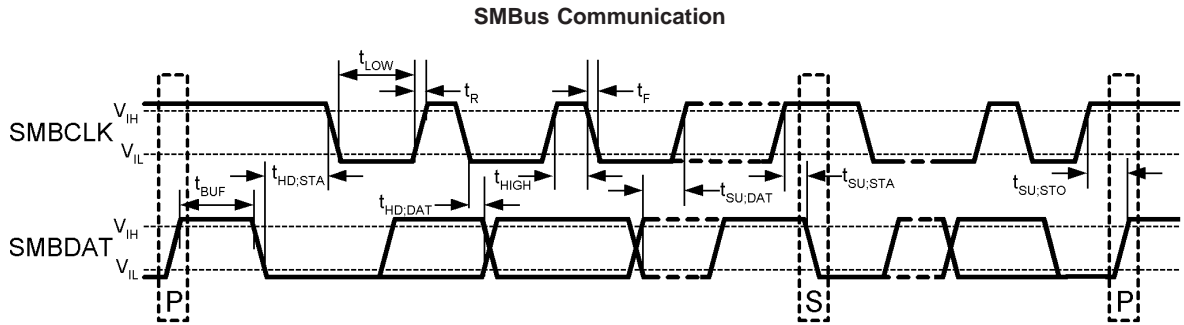 SMBus Communication
tLOW
tR
tF
VIH
SMBCLK
VIL
tHD;STA
tBUF
tHD;DAT
tHIGH
tSU;DAT
tSU;STA
tSU;STO
VIH
SMBDAT
VIL
P
S
P